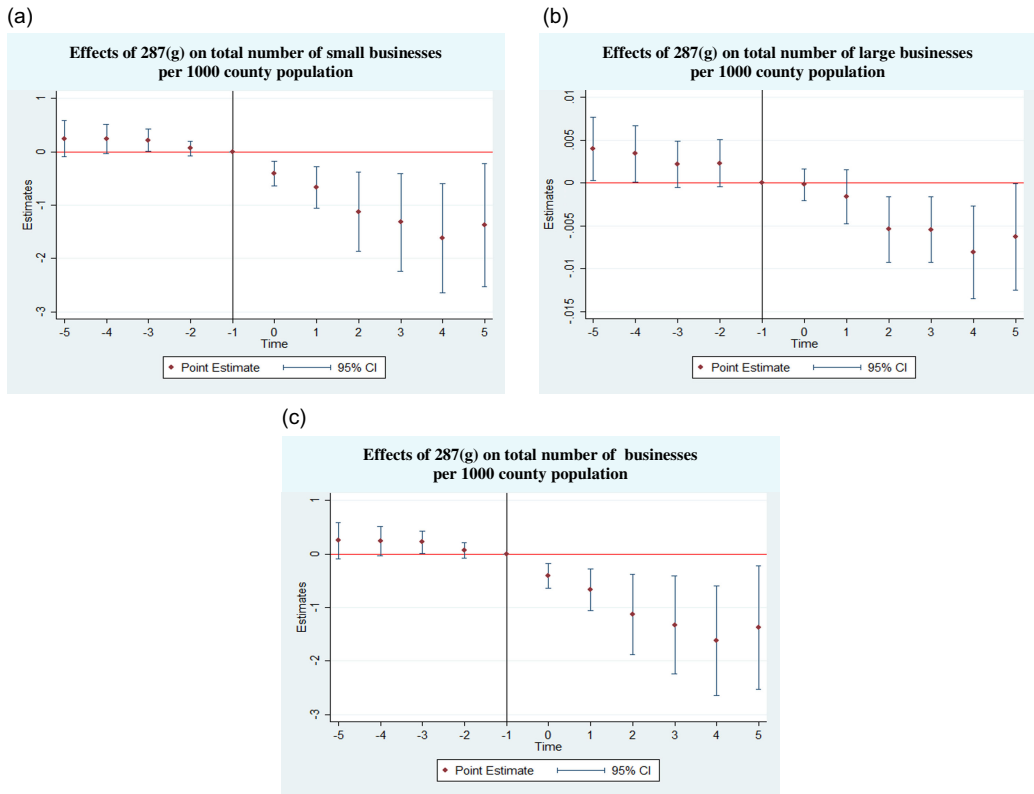 (a)
Effects of 287(g) on total number of small businesses
per 1000 county population
1
0
-1
-2
-3
Estimates
-5 -4 -3 -2 -1 0 1 2 3 4 5
Time
Point Estimate 95% CI
(b)
Effects of 287(g) on total number of large businesses
per 1000 county population
.01
.005
0
-.005
-.01
-.015
Estimates
-5 -4 -3 -2 -1 0 1 2 3 4 5
Time
Point Estimate 95% CI
(c)
Effects of 287(g) on total number of businesses
per 1000 county population
1
0
-1
-2
-3
Estimates
-5 -4 -3 -2 -1 0 1 2 3 4 5
Time
Point Estimate 95% CI